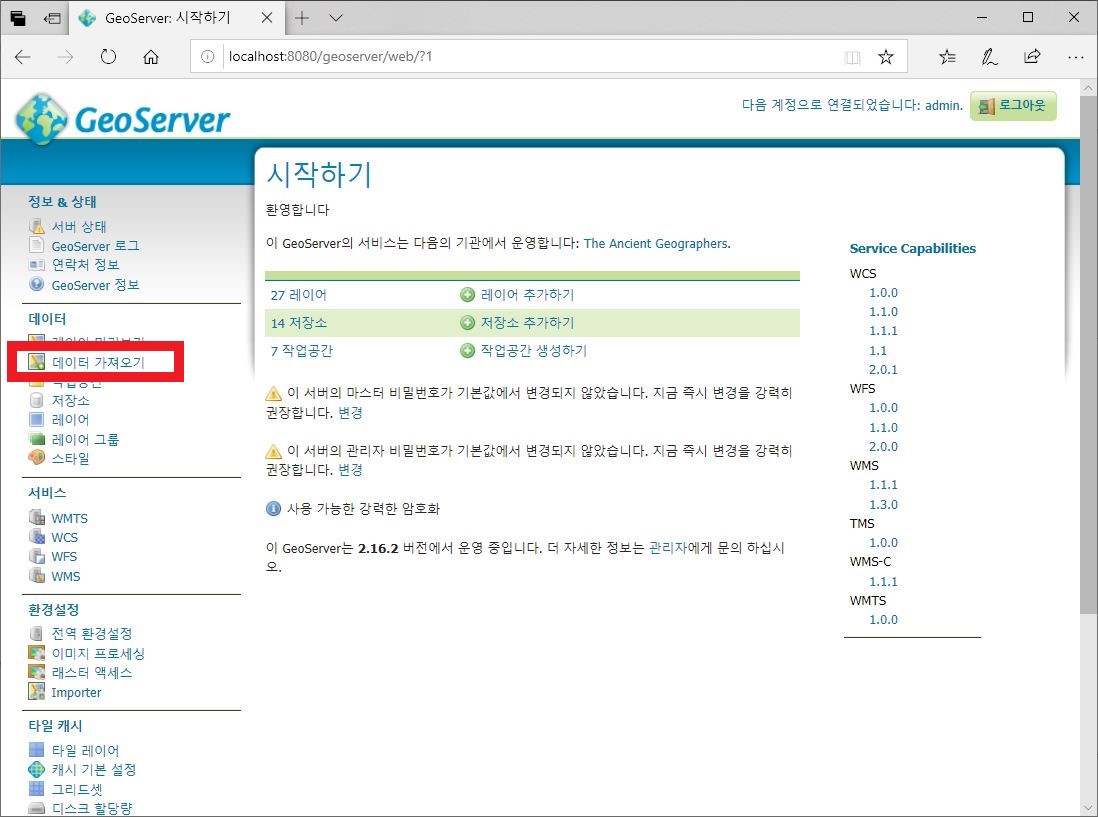 GeoServer: 시작하기
localhost:8080/geoserver/web/?1
GeoServer
다음 계정으로 연결되었습니다: admin.
로그아웃
정보 & 상태
서버 상태
GeoServer 로그
연락처 정보
GeoServer 정보
데이터
레이어 미리보기
데이터 가져오기
작업공간
저장소
레이어
레이어 그룹
스타일
서비스
WMTS
WCS
WFS
WMS
환경설정
전역 환경설정
이미지 프로세싱
래스터 액세스
Importer
타일 캐시
타일 레이어
캐시 기본 설정
그리드셋
디스크 할당량
시작하기
환영합니다
이 GeoServer의 서비스는 다음의 기관에서 운영합니다: The Ancient Geographers.
27 레이어 레이어 추가하기
14 저장소 저장소 추가하기
7 작업공간 작업공간 생성하기
이 서버의 마스터 비밀번호가 기본값에서 변경되지 않았습니다. 지금 즉시 변경을 강력히
권장합니다. 변경
이 서버의 관리자 비밀번호가 기본값에서 변경되지 않았습니다. 지금 즉시 변경을 강력히
권장합니다. 변경
사용 가능한 강력한 암호화
이 GeoServer는 2.16.2 버전에서 운영 중입니다. 더 자세한 정보는 관리자에게 문의 하십시
오.
Service Capabilities
WCS
1.0.0
1.1.0
1.1.1
1.1
2.0.1
WFS
1.0.0
1.1.0
2.0.0
WMS
1.1.1
1.3.0
TMS
1.0.0
WMS-C
1.1.1
WMTS
1.0.0